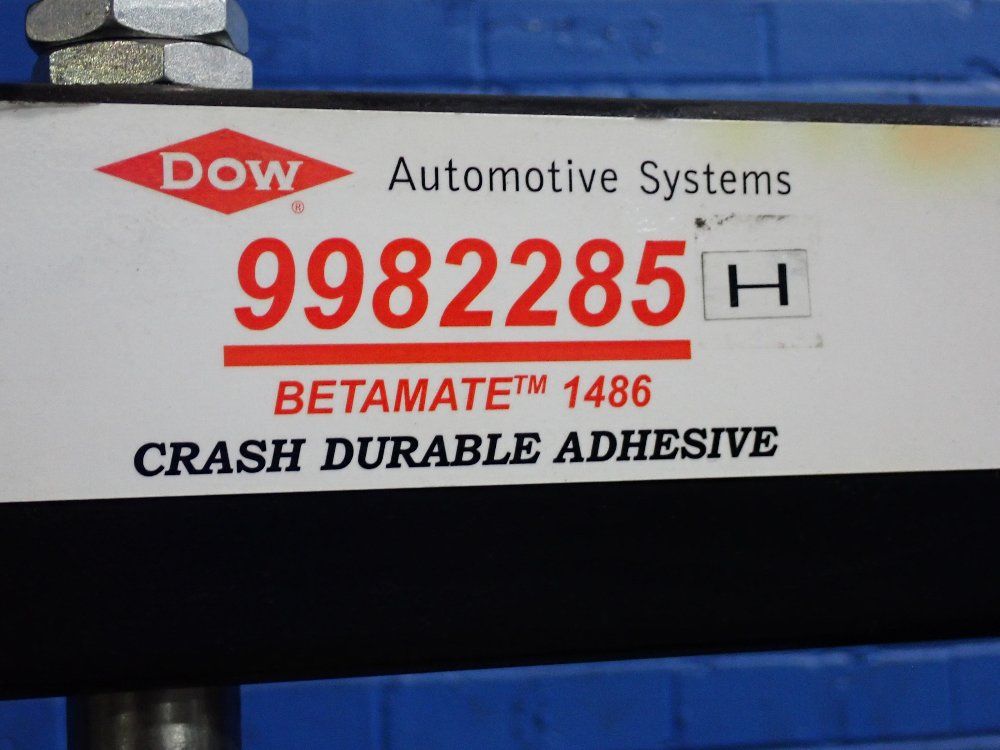 DOW ® Automotive Systems
9982285 H
BETAMATE™ 1486
CRASH DURABLE ADHESIVE